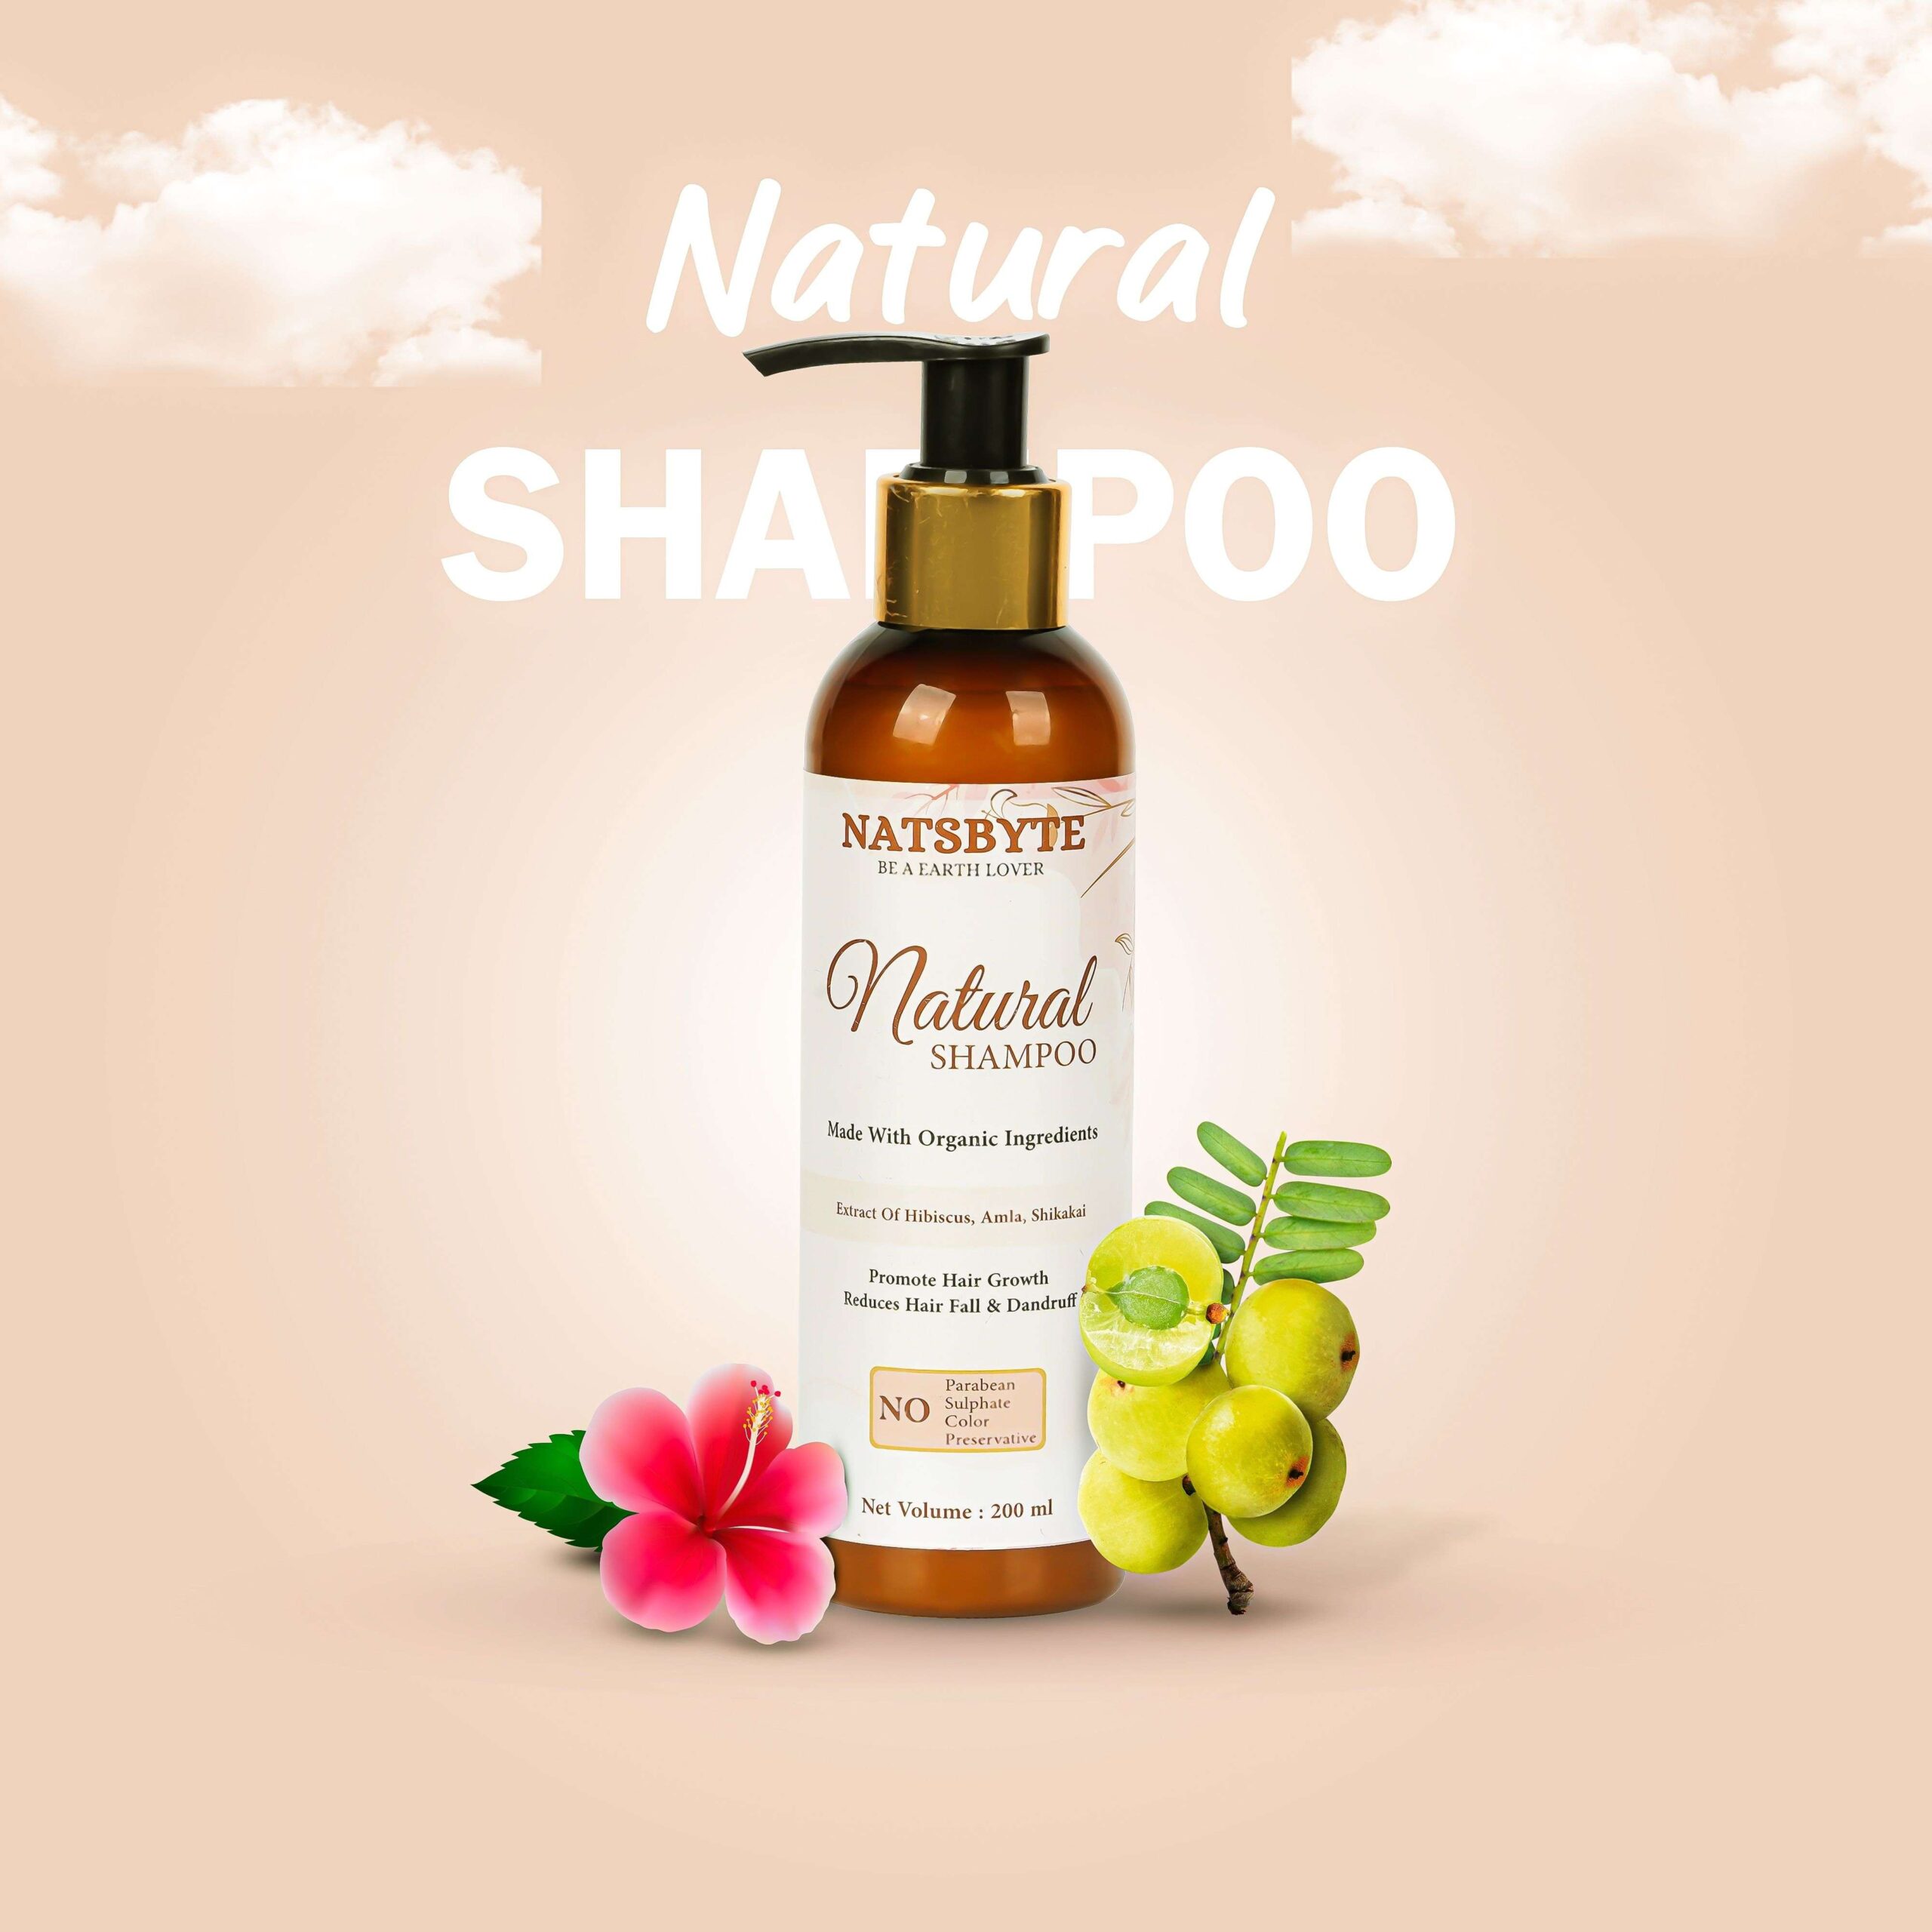 Natural
SHAMPOO
NATSBYTE
BE A EARTH LOVER
Natural
SHAMPOO
Made With Organic Ingredients
Extract Of Hibiscus, Amla, Shikakai
Promote Hair Growth
Reduces Hair Fall & Dandruff
NO
Parabean
Sulphate
Color
Preservative
Net Volume : 200 ml